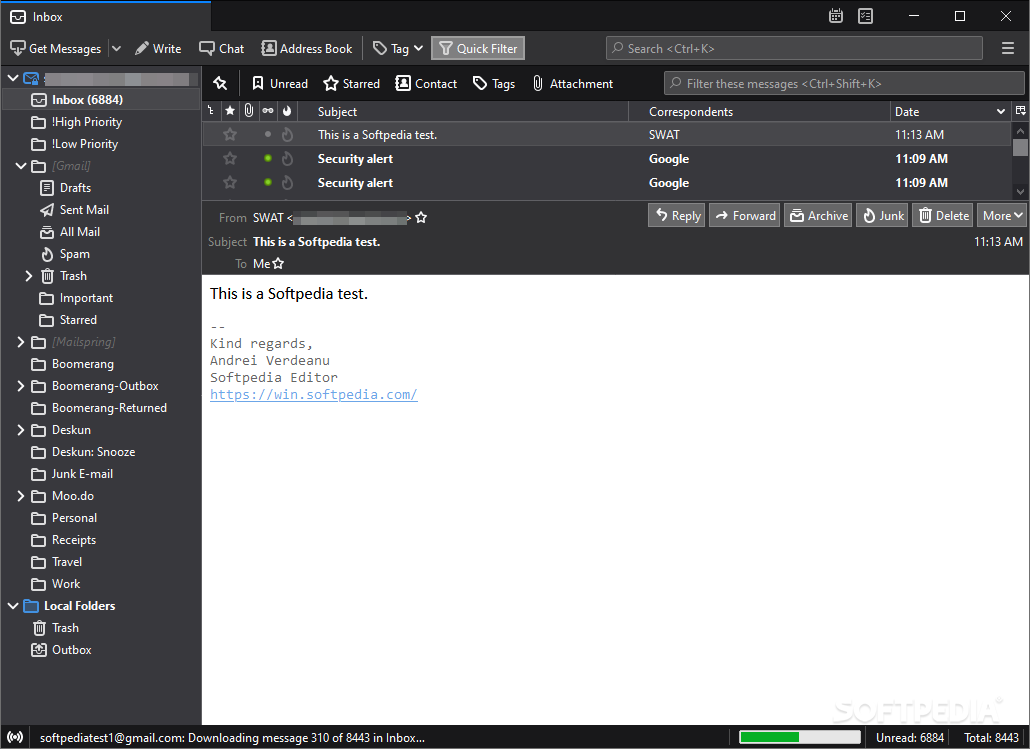 Inbox
Get Messages Write Chat Address Book Tag Quick Filter Search <Ctrl+K>
Unread Starred Contact Tags Attachment Filter these messages <Ctrl+Shift+K>
Inbox (6884)
!High Priority
!Low Priority
[Gmail]
Drafts
Sent Mail
All Mail
Spam
Trash
Important
Starred
[Mailspring]
Boomerang
Boomerang-Outbox
Boomerang-Returned
Deskun
Deskun: Snooze
Junk E-mail
Moo.do
Personal
Receipts
Travel
Work
Local Folders
Trash
Outbox
Subject Correspondents Date
This is a Softpedia test. SWAT 11:13 AM
Security alert Google 11:09 AM
Security alert Google 11:09 AM
From SWAT < > Reply Forward Archive Junk Delete More
Subject This is a Softpedia test. 11:13 AM
To Me
This is a Softpedia test.
--
Kind regards,
Andrei Verdeanu
Softpedia Editor
https://win.softpedia.com/
SOFTPEDIA
softpediatest1@gmail.com: Downloading message 310 of 8443 in Inbox... Unread: 6884 Total: 8443